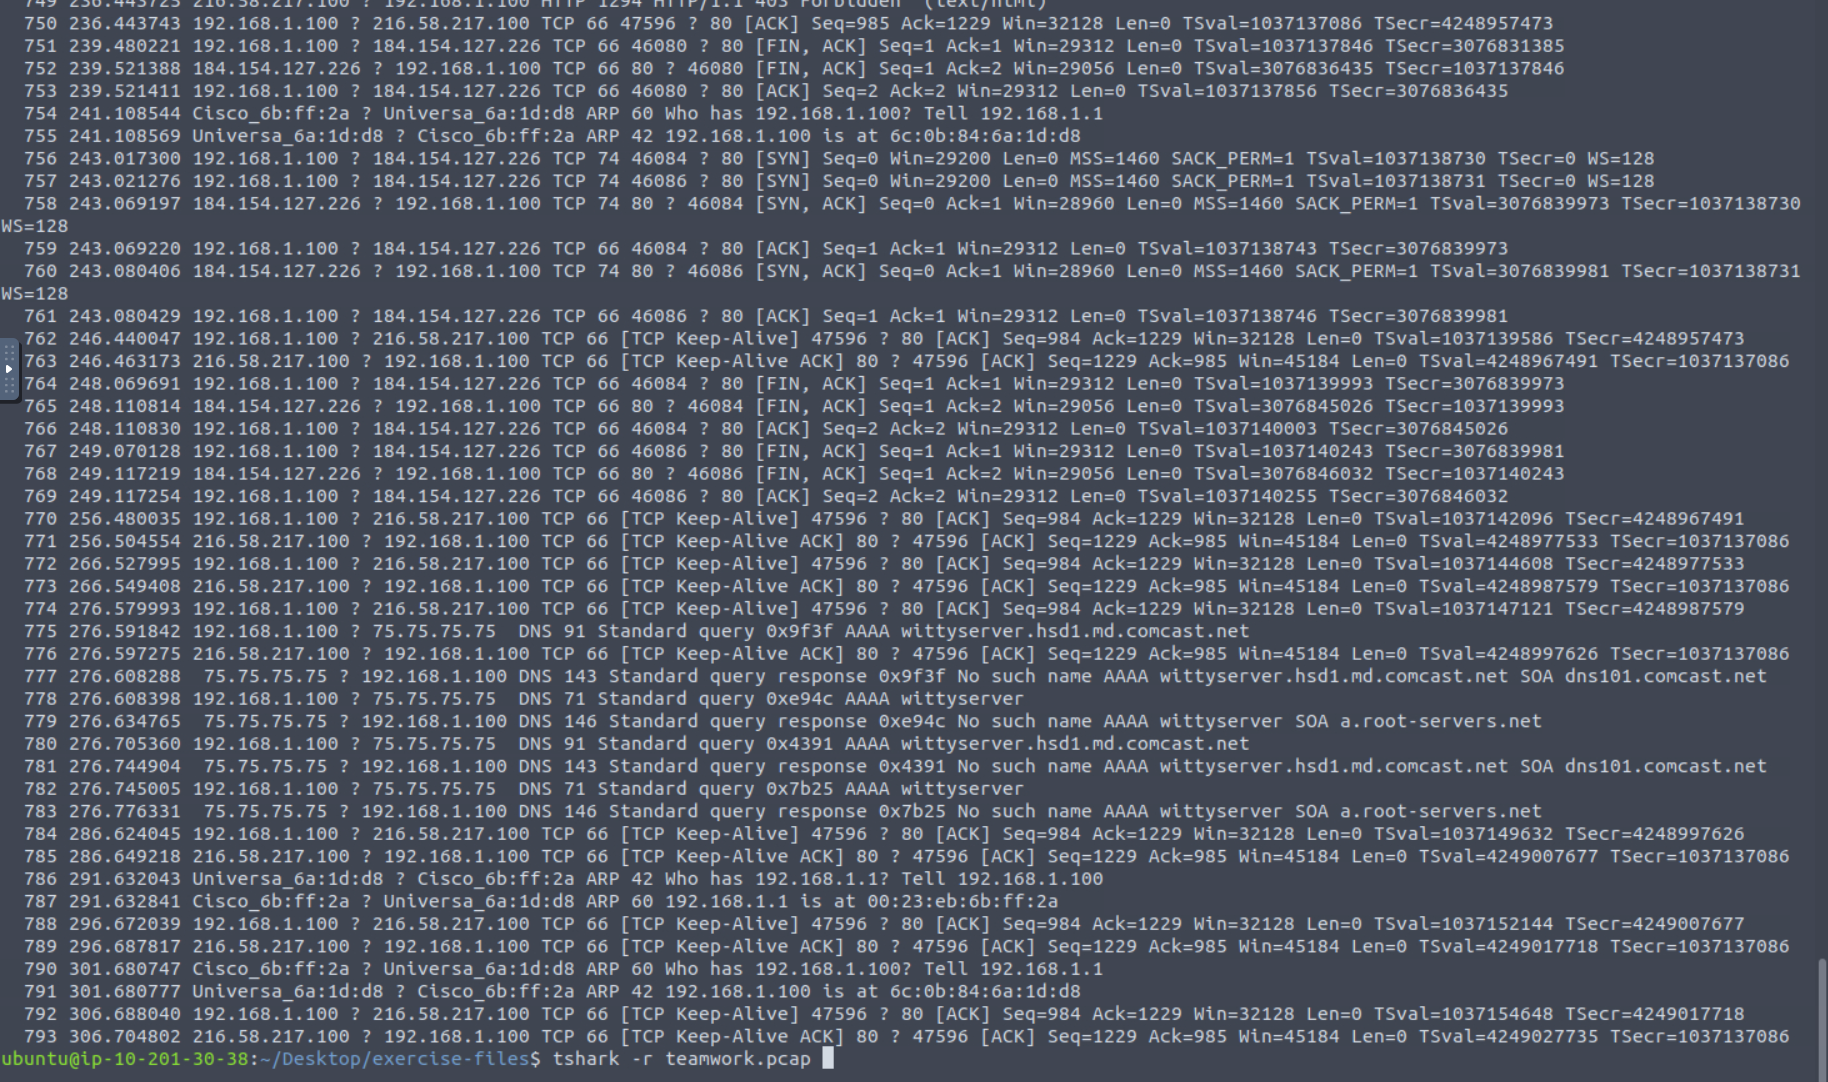 749 236.443725 216.58.217.100 ? 192.168.1.100 HTTP 1294 HTTP/1.1 403 Forbidden  (text/html)
750 236.443743 192.168.1.100 ? 216.58.217.100 TCP 66 47596 ? 80 [ACK] Seq=985 Ack=1229 Win=32128 Len=0 TSval=1037137086 TSecr=4248957473
751 239.480221 192.168.1.100 ? 184.154.127.226 TCP 66 46080 ? 80 [FIN, ACK] Seq=1 Ack=1 Win=29312 Len=0 TSval=1037137846 TSecr=3076831385
752 239.521388 184.154.127.226 ? 192.168.1.100 TCP 66 80 ? 46080 [FIN, ACK] Seq=1 Ack=2 Win=29056 Len=0 TSval=3076836435 TSecr=1037137846
753 239.521411 192.168.1.100 ? 184.154.127.226 TCP 66 46080 ? 80 [ACK] Seq=2 Ack=2 Win=29312 Len=0 TSval=1037137856 TSecr=3076836435
754 241.108544 Cisco_6b:ff:2a ? Universa_6a:1d:d8 ARP 60 Who has 192.168.1.100? Tell 192.168.1.1
755 241.108569 Universa_6a:1d:d8 ? Cisco_6b:ff:2a ARP 42 192.168.1.100 is at 6c:0b:84:6a:1d:d8
756 243.017300 192.168.1.100 ? 184.154.127.226 TCP 74 46084 ? 80 [SYN] Seq=0 Win=29200 Len=0 MSS=1460 SACK_PERM=1 TSval=1037138730 TSecr=0 WS=128
757 243.021276 192.168.1.100 ? 184.154.127.226 TCP 74 46086 ? 80 [SYN] Seq=0 Win=29200 Len=0 MSS=1460 SACK_PERM=1 TSval=1037138731 TSecr=0 WS=128
758 243.069197 184.154.127.226 ? 192.168.1.100 TCP 74 80 ? 46084 [SYN, ACK] Seq=0 Ack=1 Win=28960 Len=0 MSS=1460 SACK_PERM=1 TSval=3076839973 TSecr=1037138730
WS=128
759 243.069220 192.168.1.100 ? 184.154.127.226 TCP 66 46084 ? 80 [ACK] Seq=1 Ack=1 Win=29312 Len=0 TSval=1037138743 TSecr=3076839973
760 243.080406 184.154.127.226 ? 192.168.1.100 TCP 74 80 ? 46086 [SYN, ACK] Seq=0 Ack=1 Win=28960 Len=0 MSS=1460 SACK_PERM=1 TSval=3076839981 TSecr=1037138731
WS=128
761 243.080429 192.168.1.100 ? 184.154.127.226 TCP 66 46086 ? 80 [ACK] Seq=1 Ack=1 Win=29312 Len=0 TSval=1037138746 TSecr=3076839981
762 246.440047 192.168.1.100 ? 216.58.217.100 TCP 66 [TCP Keep-Alive] 47596 ? 80 [ACK] Seq=984 Ack=1229 Win=32128 Len=0 TSval=1037139586 TSecr=4248957473
763 246.463173 216.58.217.100 ? 192.168.1.100 TCP 66 [TCP Keep-Alive ACK] 80 ? 47596 [ACK] Seq=1229 Ack=985 Win=45184 Len=0 TSval=4248967491 TSecr=1037137086
764 248.069691 192.168.1.100 ? 184.154.127.226 TCP 66 46084 ? 80 [FIN, ACK] Seq=1 Ack=1 Win=29312 Len=0 TSval=1037139993 TSecr=3076839973
765 248.110814 184.154.127.226 ? 192.168.1.100 TCP 66 80 ? 46084 [FIN, ACK] Seq=1 Ack=2 Win=29056 Len=0 TSval=3076845026 TSecr=1037139993
766 248.110830 192.168.1.100 ? 184.154.127.226 TCP 66 46084 ? 80 [ACK] Seq=2 Ack=2 Win=29312 Len=0 TSval=1037140003 TSecr=3076845026
767 249.070128 192.168.1.100 ? 184.154.127.226 TCP 66 46086 ? 80 [FIN, ACK] Seq=1 Ack=1 Win=29312 Len=0 TSval=1037140243 TSecr=3076839981
768 249.117219 184.154.127.226 ? 192.168.1.100 TCP 66 80 ? 46086 [FIN, ACK] Seq=1 Ack=2 Win=29056 Len=0 TSval=3076846032 TSecr=1037140243
769 249.117254 192.168.1.100 ? 184.154.127.226 TCP 66 46086 ? 80 [ACK] Seq=2 Ack=2 Win=29312 Len=0 TSval=1037140255 TSecr=3076846032
770 256.480035 192.168.1.100 ? 216.58.217.100 TCP 66 [TCP Keep-Alive] 47596 ? 80 [ACK] Seq=984 Ack=1229 Win=32128 Len=0 TSval=1037142096 TSecr=4248967491
771 256.504554 216.58.217.100 ? 192.168.1.100 TCP 66 [TCP Keep-Alive ACK] 80 ? 47596 [ACK] Seq=1229 Ack=985 Win=45184 Len=0 TSval=4248977533 TSecr=1037137086
772 266.527995 192.168.1.100 ? 216.58.217.100 TCP 66 [TCP Keep-Alive] 47596 ? 80 [ACK] Seq=984 Ack=1229 Win=32128 Len=0 TSval=1037144608 TSecr=4248977533
773 266.549408 216.58.217.100 ? 192.168.1.100 TCP 66 [TCP Keep-Alive ACK] 80 ? 47596 [ACK] Seq=1229 Ack=985 Win=45184 Len=0 TSval=4248987579 TSecr=1037137086
774 276.579993 192.168.1.100 ? 216.58.217.100 TCP 66 [TCP Keep-Alive] 47596 ? 80 [ACK] Seq=984 Ack=1229 Win=32128 Len=0 TSval=1037147121 TSecr=4248987579
775 276.591842 192.168.1.100 ? 75.75.75.75  DNS 91 Standard query 0x9f3f AAAA wittyserver.hsd1.md.comcast.net
776 276.597275 216.58.217.100 ? 192.168.1.100 TCP 66 [TCP Keep-Alive ACK] 80 ? 47596 [ACK] Seq=1229 Ack=985 Win=45184 Len=0 TSval=4248997626 TSecr=1037137086
777 276.608288  75.75.75.75 ? 192.168.1.100 DNS 143 Standard query response 0x9f3f No such name AAAA wittyserver.hsd1.md.comcast.net SOA dns101.comcast.net
778 276.608398 192.168.1.100 ? 75.75.75.75  DNS 71 Standard query 0xe94c AAAA wittyserver
779 276.634765  75.75.75.75 ? 192.168.1.100 DNS 146 Standard query response 0xe94c No such name AAAA wittyserver SOA a.root-servers.net
780 276.705360 192.168.1.100 ? 75.75.75.75  DNS 91 Standard query 0x4391 AAAA wittyserver.hsd1.md.comcast.net
781 276.744904  75.75.75.75 ? 192.168.1.100 DNS 143 Standard query response 0x4391 No such name AAAA wittyserver.hsd1.md.comcast.net SOA dns101.comcast.net
782 276.745005 192.168.1.100 ? 75.75.75.75  DNS 71 Standard query 0x7b25 AAAA wittyserver
783 276.776331  75.75.75.75 ? 192.168.1.100 DNS 146 Standard query response 0x7b25 No such name AAAA wittyserver SOA a.root-servers.net
784 286.624045 192.168.1.100 ? 216.58.217.100 TCP 66 [TCP Keep-Alive] 47596 ? 80 [ACK] Seq=984 Ack=1229 Win=32128 Len=0 TSval=1037149632 TSecr=4248997626
785 286.649218 216.58.217.100 ? 192.168.1.100 TCP 66 [TCP Keep-Alive ACK] 80 ? 47596 [ACK] Seq=1229 Ack=985 Win=45184 Len=0 TSval=4249007677 TSecr=1037137086
786 291.632043 Universa_6a:1d:d8 ? Cisco_6b:ff:2a ARP 42 Who has 192.168.1.1? Tell 192.168.1.100
787 291.632841 Cisco_6b:ff:2a ? Universa_6a:1d:d8 ARP 60 192.168.1.1 is at 00:23:eb:6b:ff:2a
788 296.672039 192.168.1.100 ? 216.58.217.100 TCP 66 [TCP Keep-Alive] 47596 ? 80 [ACK] Seq=984 Ack=1229 Win=32128 Len=0 TSval=1037152144 TSecr=4249007677
789 296.687817 216.58.217.100 ? 192.168.1.100 TCP 66 [TCP Keep-Alive ACK] 80 ? 47596 [ACK] Seq=1229 Ack=985 Win=45184 Len=0 TSval=4249017718 TSecr=1037137086
790 301.680747 Cisco_6b:ff:2a ? Universa_6a:1d:d8 ARP 60 Who has 192.168.1.100? Tell 192.168.1.1
791 301.680777 Universa_6a:1d:d8 ? Cisco_6b:ff:2a ARP 42 192.168.1.100 is at 6c:0b:84:6a:1d:d8
792 306.688040 192.168.1.100 ? 216.58.217.100 TCP 66 [TCP Keep-Alive] 47596 ? 80 [ACK] Seq=984 Ack=1229 Win=32128 Len=0 TSval=1037154648 TSecr=4249017718
793 306.704802 216.58.217.100 ? 192.168.1.100 TCP 66 [TCP Keep-Alive ACK] 80 ? 47596 [ACK] Seq=1229 Ack=985 Win=45184 Len=0 TSval=4249027735 TSecr=1037137086
ubuntu@ip-10-201-30-38:~/Desktop/exercise-files$ tshark -r teamwork.pcap